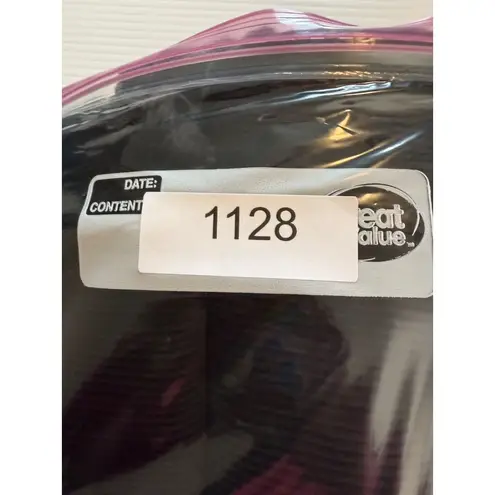 DATE:
CONTENT
1128
eat
alue